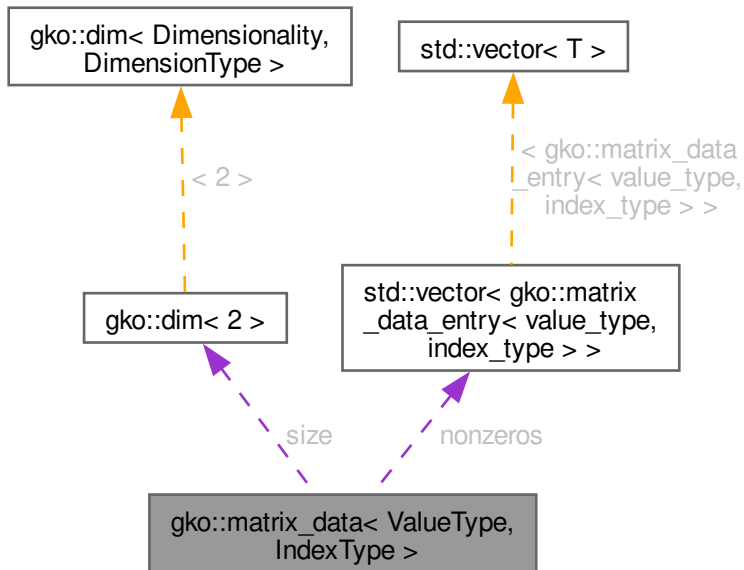 gko::dim< Dimensionality,
DimensionType >
std::vector< T >
< 2 >
< gko::matrix_data
_entry< value_type,
index_type > >
gko::dim< 2 >
std::vector< gko::matrix
_data_entry< value_type,
index_type > >
size
nonzeros
gko::matrix_data< ValueType,
IndexType >